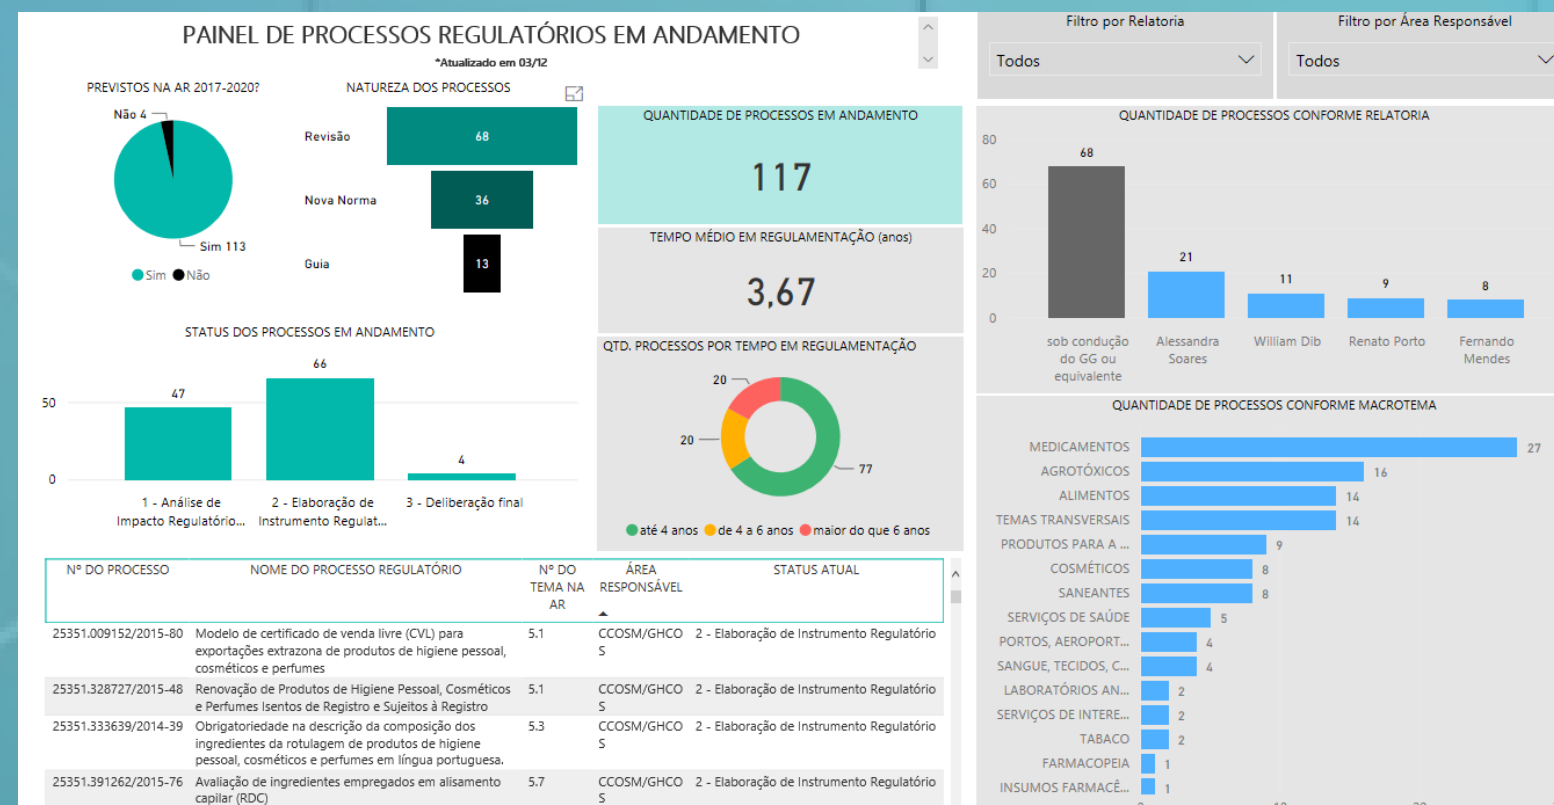 PAINEL DE PROCESSOS REGULATÓRIOS EM ANDAMENTO
*Atualizado em 03/12
Filtro por Relatoria
Todos
Filtro por Área Responsável
Todos
PREVISTOS NA AR 2017-2020?
Não 4
Sim 113
Sim Não
NATUREZA DOS PROCESSOS
Revisão 68
Nova Norma 36
Guia 13
QUANTIDADE DE PROCESSOS EM ANDAMENTO
117
TEMPO MÉDIO EM REGULAMENTAÇÃO (anos)
3,67
STATUS DOS PROCESSOS EM ANDAMENTO
66
47
50
4
0
1 - Análise de
Impacto Regulatório...
2 - Elaboração de
Instrumento Regulat...
3 - Deliberação final
QTD. PROCESSOS POR TEMPO EM REGULAMENTAÇÃO
20
20
77
até 4 anos de 4 a 6 anos maior do que 6 anos
QUANTIDADE DE PROCESSOS CONFORME RELATORIA
80
60
40
20
0
68
21
11
9
8
sob condução
do GG ou
equivalente
Alessandra
Soares
William Dib
Renato Porto
Fernando
Mendes
QUANTIDADE DE PROCESSOS CONFORME MACROTEMA
MEDICAMENTOS 27
AGROTÓXICOS 16
ALIMENTOS 14
TEMAS TRANSVERSAIS 14
PRODUTOS PARA A ... 9
COSMÉTICOS 8
SANEANTES 8
SERVIÇOS DE SAÚDE 5
PORTOS, AEROPORT... 4
SANGUE, TECIDOS, C... 4
LABORATÓRIOS AN... 2
SERVIÇOS DE INTERE... 2
TABACO 2
FARMACOPEIA 1
INSUMOS FARMACÊ... 1
Nº DO PROCESSO
NOME DO PROCESSO REGULATÓRIO
Nº DO
TEMA NA
AR
ÁREA
RESPONSÁVEL
STATUS ATUAL
25351.009152/2015-80 Modelo de certificado de venda livre (CVL) para 5.1 CCOSM/GHCO 2 - Elaboração de Instrumento Regulatório
exportações extrazona de produtos de higiene pessoal, S
cosméticos e perfumes
25351.328727/2015-48 Renovação de Produtos de Higiene Pessoal, Cosméticos 5.1 CCOSM/GHCO 2 - Elaboração de Instrumento Regulatório
e Perfumes Isentos de Registro e Sujeitos à Registro S
25351.333639/2014-39 Obrigatoriedade na descrição da composição dos 5.3 CCOSM/GHCO 2 - Elaboração de Instrumento Regulatório
ingredientes da rotulagem de produtos de higiene S
pessoal, cosméticos e perfumes em língua portuguesa.
25351.391262/2015-76 Avaliação de ingredientes empregados em alisamento 5.7 CCOSM/GHCO 2 - Elaboração de Instrumento Regulatório
capilar (RDC) S